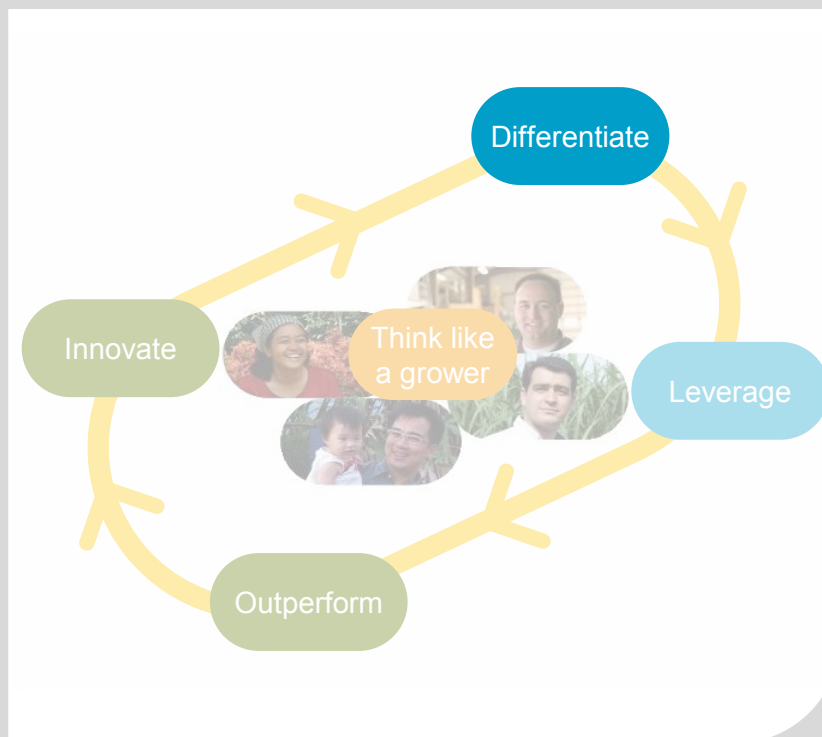 Differentiate
Innovate
Think like
a grower
Leverage
Outperform